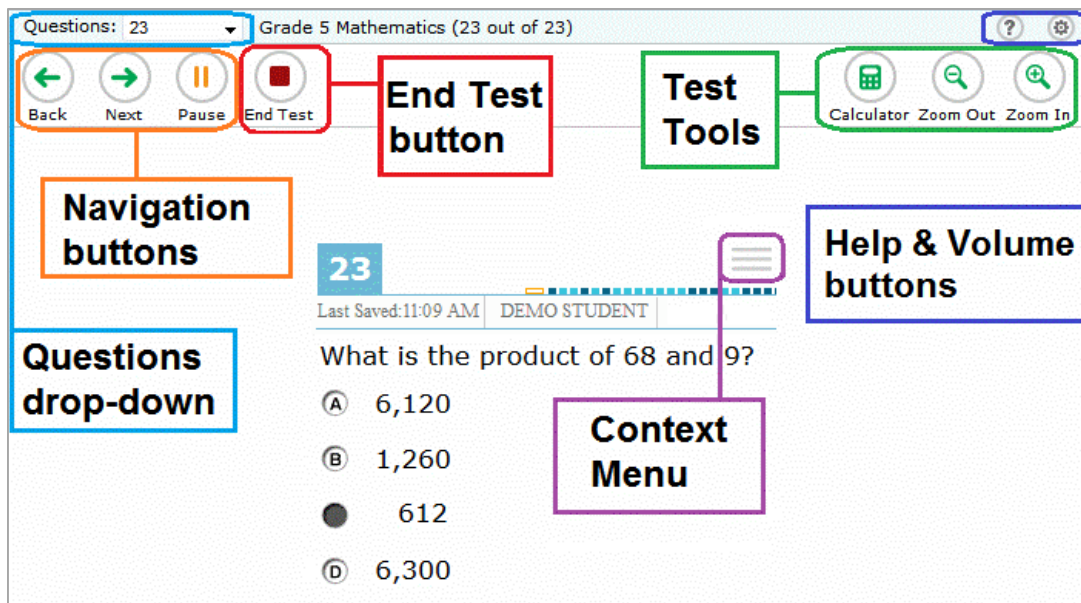 Questions: 23 Grade 5 Mathematics (23 out of 23) ?
Back Next Pause End Test Calculator Zoom Out Zoom In
End Test
button
Test
Tools
Navigation
buttons
Help & Volume
buttons
23
Last Saved:11:09 AM DEMO STUDENT
Questions
drop-down
What is the product of 68 and 9?
A 6,120
B 1,260
612
D 6,300
Context
Menu